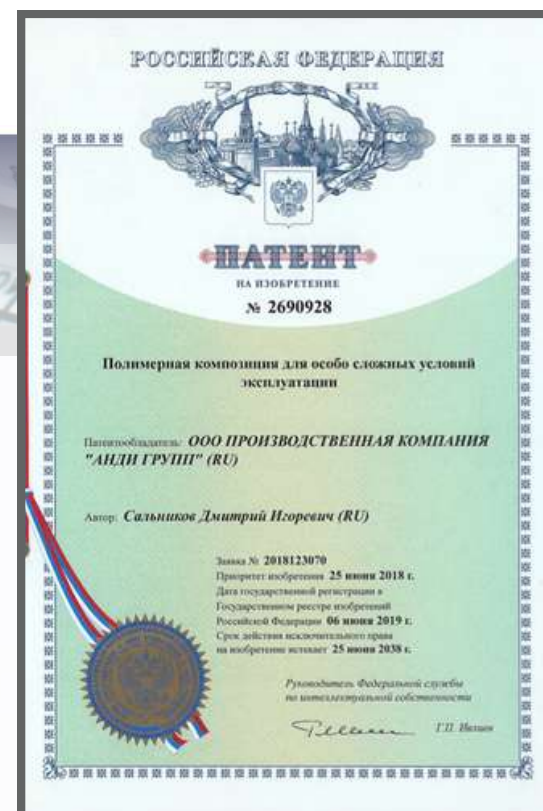 РОССИЙСКАЯ ФЕДЕРАЦИЯ
ПАТЕНТ
НА ИЗОБРЕТЕНИЕ
№ 2690928
Полимерная композиция для особо сложных условий
эксплуатации
Патентообладатель: ООО ПРОИЗВОДСТВЕННАЯ КОМПАНИЯ
"АНДИ ГРУПП" (RU)
Автор: Сальников Дмитрий Игоревич (RU)
Заявка № 2018123070
Приоритет изобретения 25 июня 2018 г.
Дата государственной регистрации в
Государственном реестре изобретений
Российской Федерации 06 июня 2019 г.
Срок действия исключительного права
на изобретение истекает 25 июня 2038 г.
Руководитель Федеральной службы
по интеллектуальной собственности
Г.П. Ивлиев